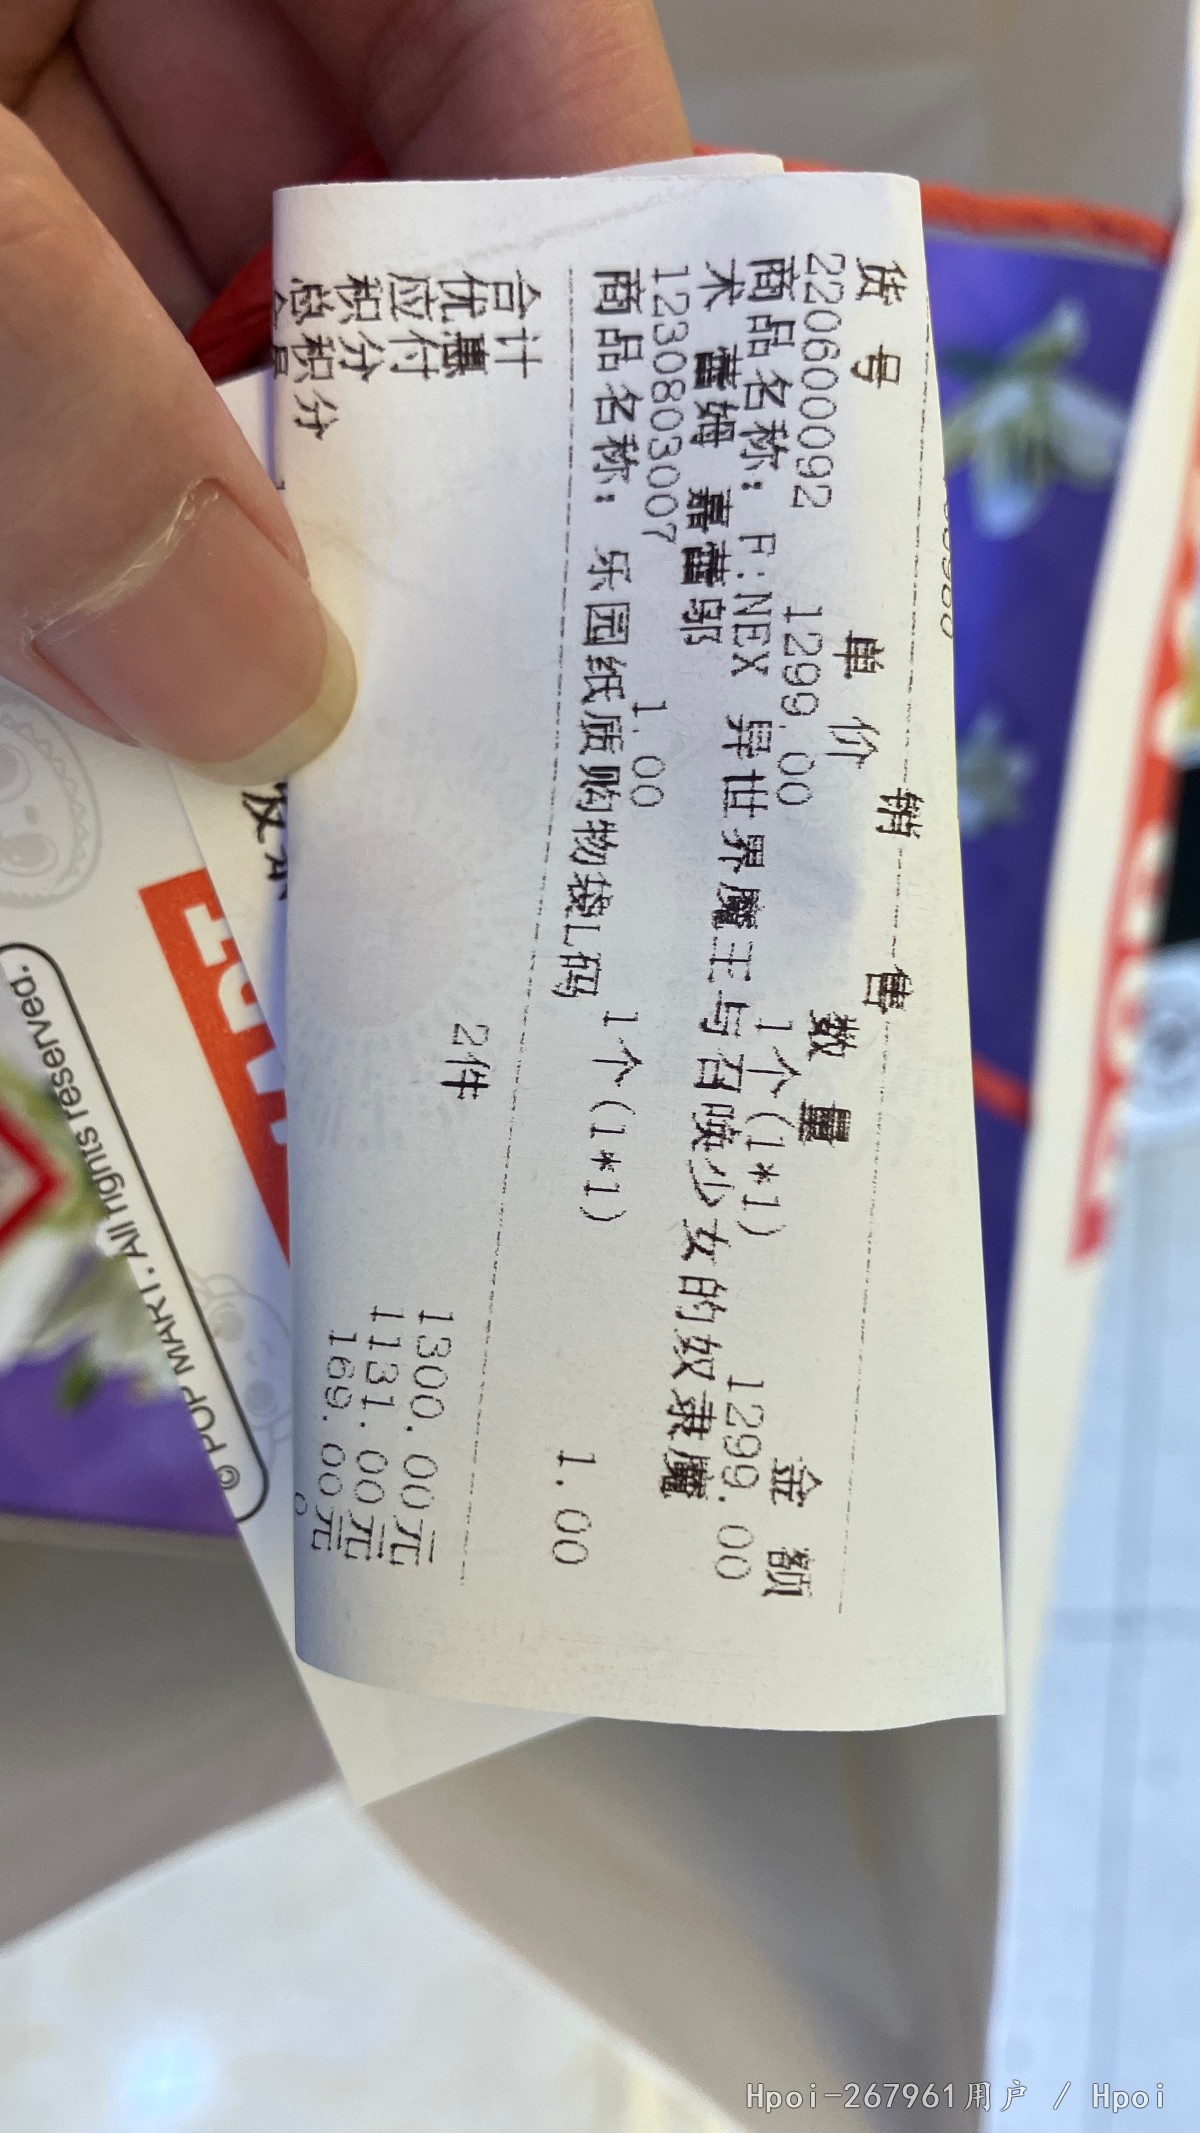 货号 单价 数量 金额
销售
220600092 1299.00 1个(1*1) 1299.00
商品名称: F:NEX 异世界魔王与召唤少女的奴隶魔
术 蕾姆 嘉蕾郷
1230803007 1.00 1个(1*1) 1.00
商品名称: 乐园纸质购物袋L码
合计 2件 1300.00元
优惠 1131.00元
应付 169.00元
积分
总积分
© POP MART. All rights reserved.
Hpoi-267961用户 / Hpoi